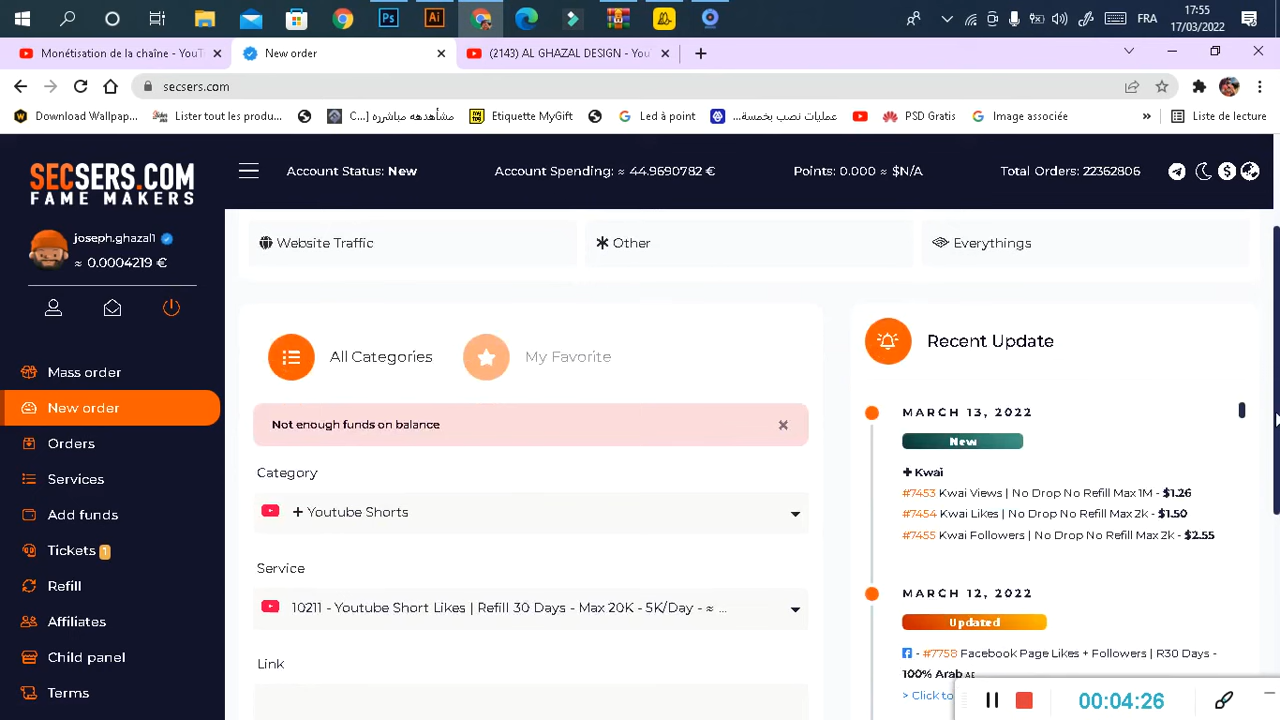 17:55
FRA
17/03/2022
Monétisation de la chaîne - YouT
New order
(2143) AL GHAZAL DESIGN - You
secsers.com
Download Wallpap...
Lister tout les produ...
C...] مشأهدهه مباشرره
Etiquette MyGift
عمليات نصب بخمسة...
PSD Gratis
Led à point
Image associée
Liste de lecture
SECSERS.COM
FAME MAKERS
Account Status: New
Account Spending: ≈ 44.9690782 €
Points: 0.000 ≈ $N/A
Total Orders: 22362806
joseph.ghazal1
≈ 0.0004219 €
Mass order
New order
Orders
Services
Add funds
Tickets 1
Refill
Affiliates
Child panel
Terms
Website Traffic
Other
Everythings
All Categories
My Favorite
Not enough funds on balance
Category
+ Youtube Shorts
Service
10211 - Youtube Short Likes | Refill 30 Days - Max 20K - 5K/Day - ≈ ...
Link
Recent Update
MARCH 13, 2022
New
+ Kwai
#7453 Kwai Views | No Drop No Refill Max 1M - $1.26
#7454 Kwai Likes | No Drop No Refill Max 2k - $1.50
#7455 Kwai Followers | No Drop No Refill Max 2k - $2.55
MARCH 12, 2022
Updated
- #7758 Facebook Page Likes + Followers | R30 Days -
100% Arab AE
> Click to
00:04:26